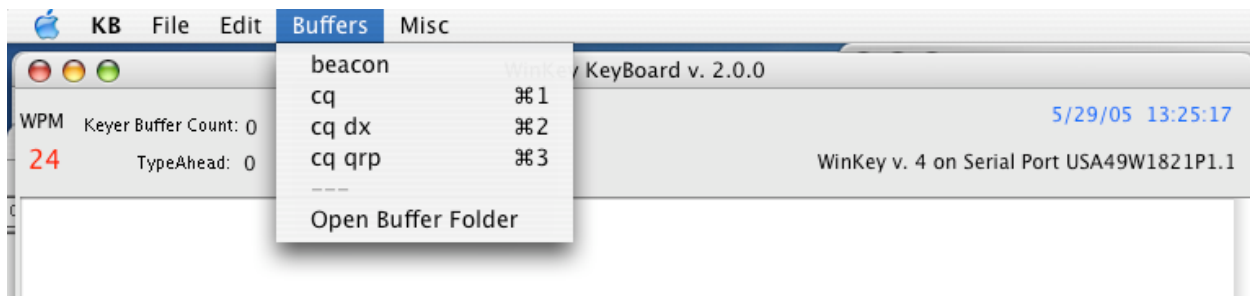 KB File Edit Buffers Misc
WinKey KeyBoard v. 2.0.0
beacon
cq ⌘1
cq dx ⌘2
cq qrp ⌘3
---
Open Buffer Folder
WPM Keyer Buffer Count: 0
24 TypeAhead: 0
5/29/05 13:25:17
WinKey v. 4 on Serial Port USA49W1821P1.1